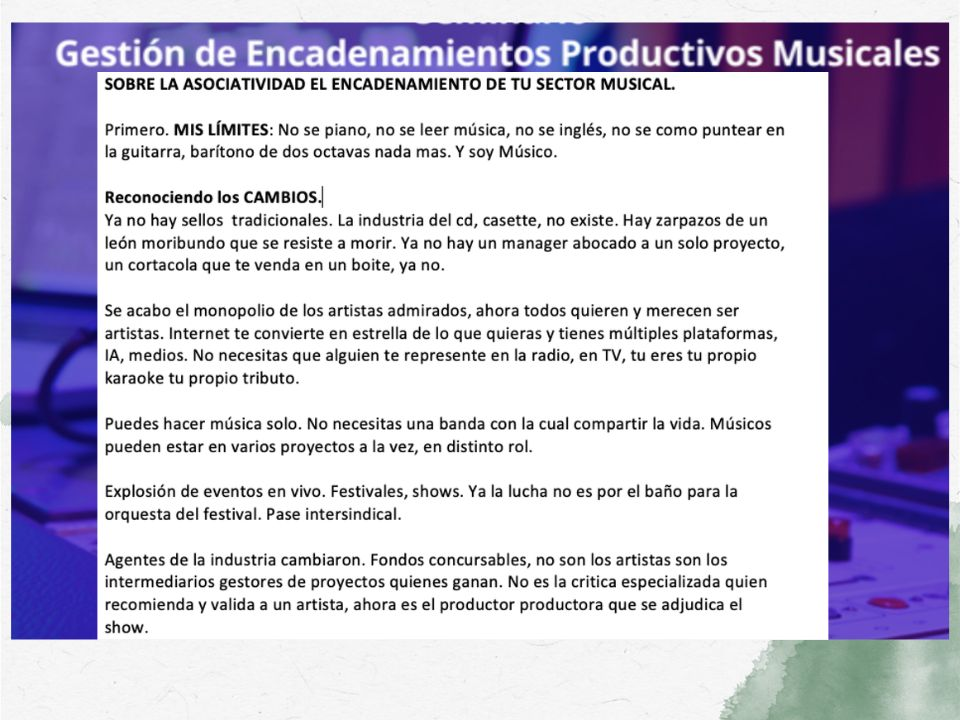 Gestión de Encadenamientos Productivos Musicales
SOBRE LA ASOCIATIVIDAD EL ENCADENAMIENTO DE TU SECTOR MUSICAL.
Primero. MIS LÍMITES: No se piano, no se leer música, no se inglés, no se como puntear en
la guitarra, barítono de dos octavas nada mas. Y soy Músico.
Reconociendo los CAMBIOS.
Ya no hay sellos  tradicionales. La industria del cd, casette, no existe. Hay zarpazos de un
león moribundo que se resiste a morir. Ya no hay un manager abocado a un solo proyecto,
un cortacola que te venda en un boite, ya no.
Se acabo el monopolio de los artistas admirados, ahora todos quieren y merecen ser
artistas. Internet te convierte en estrella de lo que quieras y tienes múltiples plataformas,
IA, medios. No necesitas que alguien te represente en la radio, en TV, tu eres tu propio
karaoke tu propio tributo.
Puedes hacer música solo. No necesitas una banda con la cual compartir la vida. Músicos
pueden estar en varios proyectos a la vez, en distinto rol.
Explosión de eventos en vivo. Festivales, shows. Ya la lucha no es por el baño para la
orquesta del festival. Pase intersindical.
Agentes de la industria cambiaron. Fondos concursables, no son los artistas son los
intermediarios gestores de proyectos quienes ganan. No es la critica especializada quien
recomienda y valida a un artista, ahora es el productor productora que se adjudica el
show.